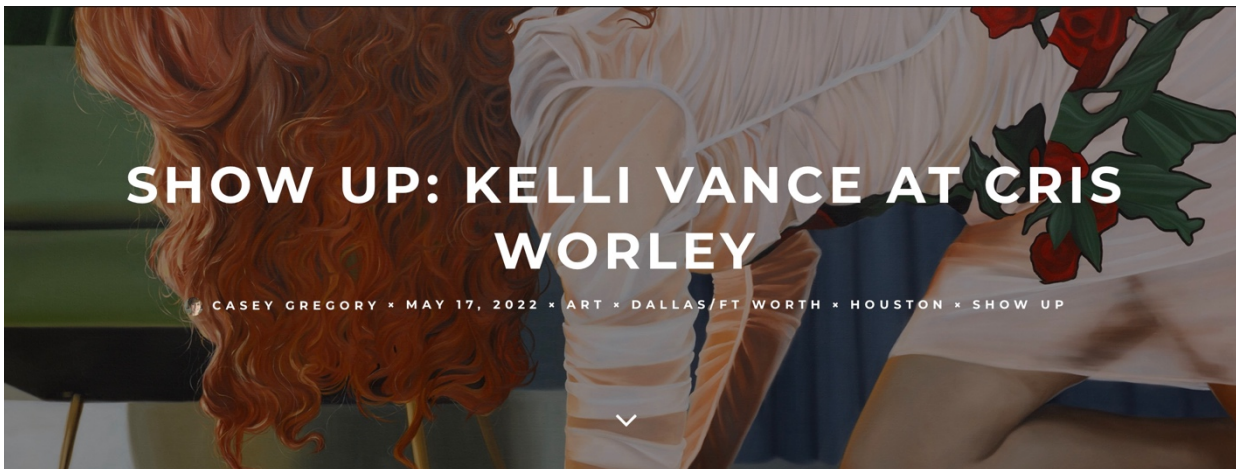 SHOW UP: KELLI VANCE AT CRIS
WORLEY
CASEY GREGORY × MAY 17, 2022 × ART × DALLAS/FT WORTH × HOUSTON × SHOW UP